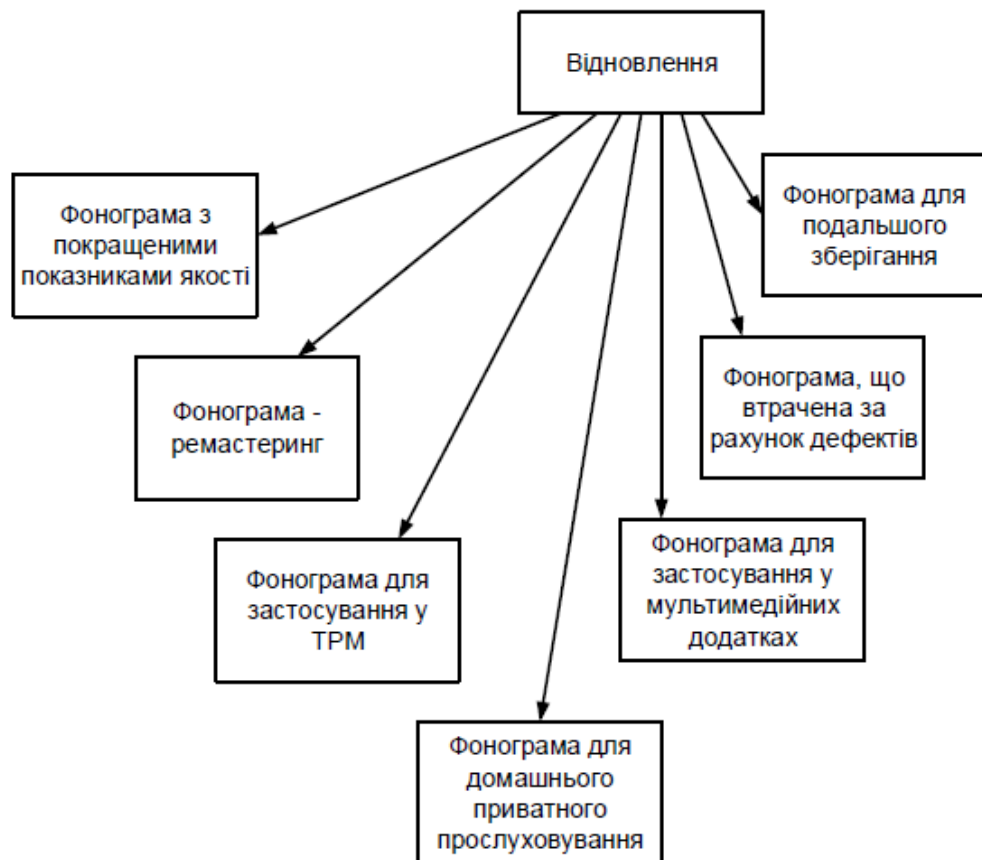 Відновлення
Фонограма з
покращеними
показниками якості
Фонограма для
подальшого
зберігання
Фонограма -
ремастеринг
Фонограма, що
втрачена за
рахунок дефектів
Фонограма для
застосування у
ТРМ
Фонограма для
застосування у
мультимедійних
додатках
Фонограма для
домашнього
приватного
прослуховування